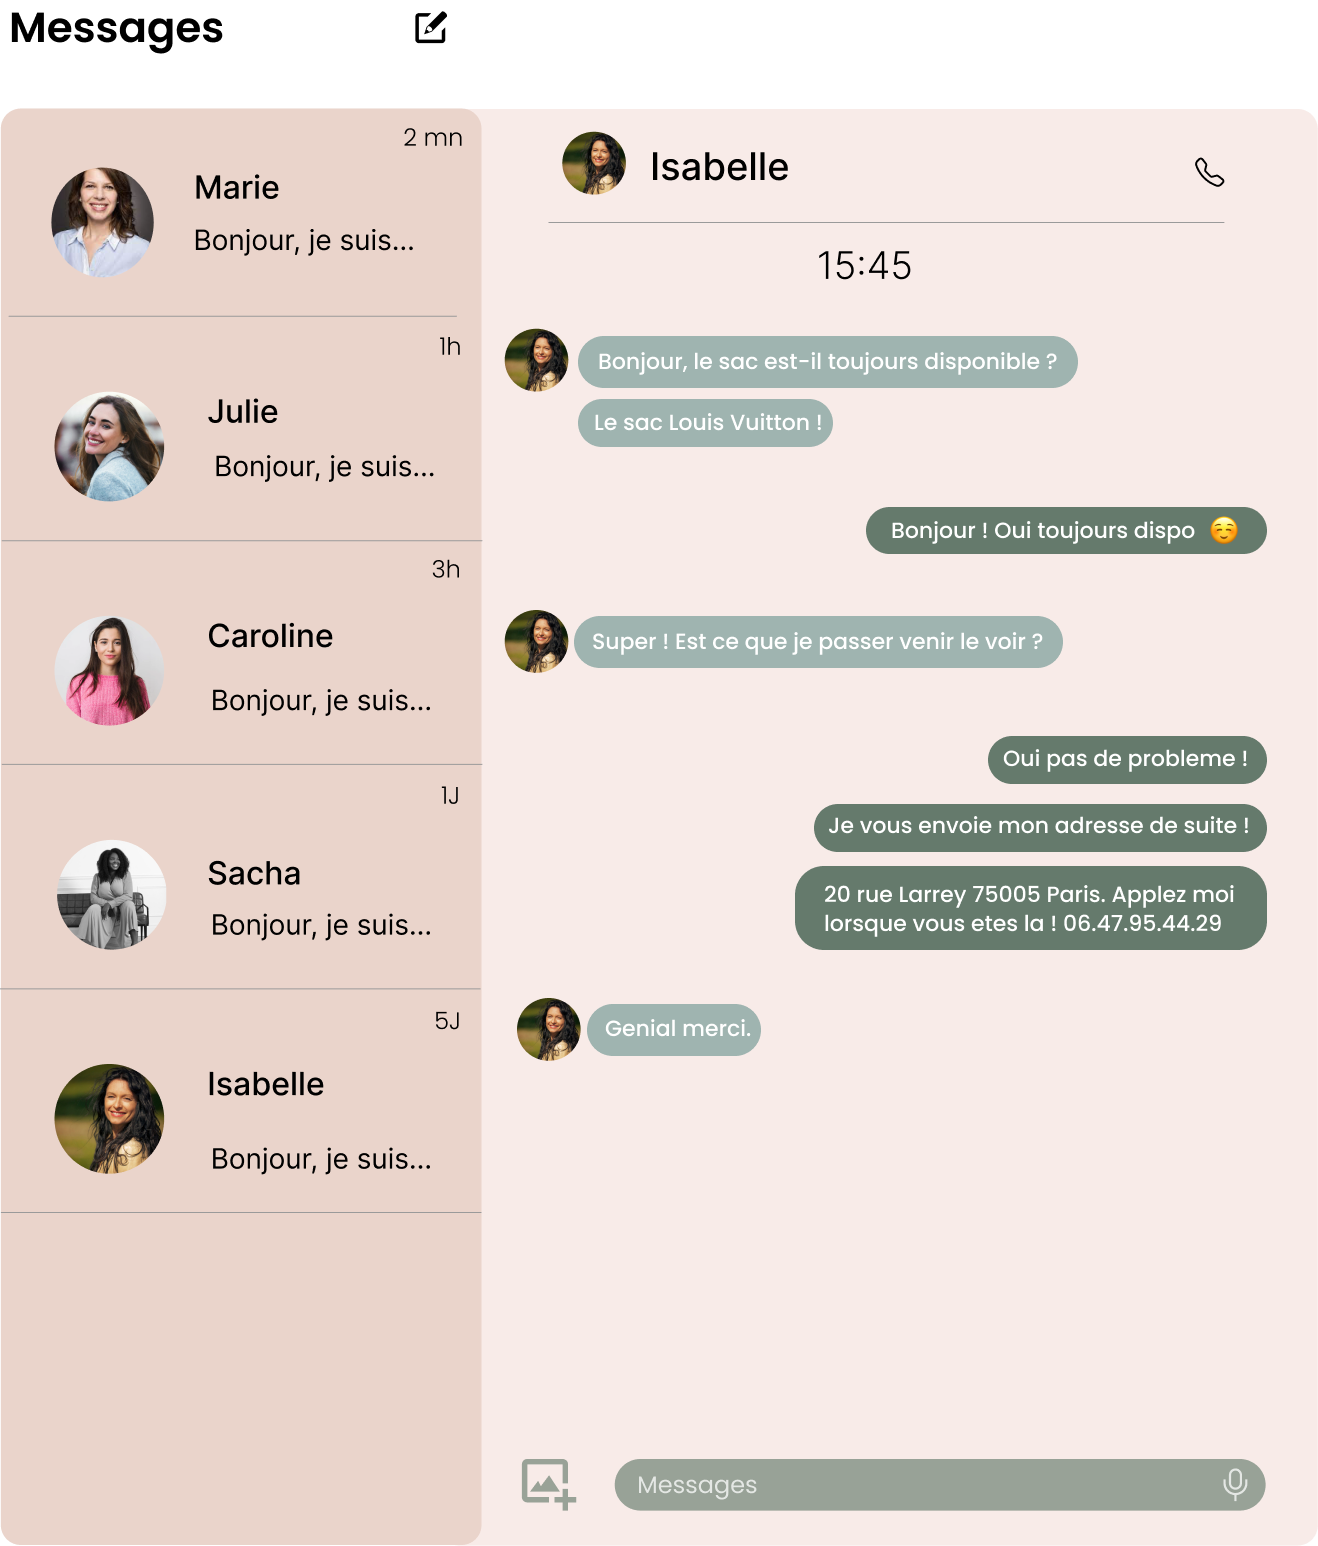 Messages
2 mn
Marie
Bonjour, je suis...
1h
Julie
Bonjour, je suis...
3h
Caroline
Bonjour, je suis...
1J
Sacha
Bonjour, je suis...
5J
Isabelle
Bonjour, je suis...
Isabelle
15:45
Bonjour, le sac est-il toujours disponible ?
Le sac Louis Vuitton !
Bonjour ! Oui toujours dispo ☺️
Super ! Est ce que je passer venir le voir ?
Oui pas de probleme !
Je vous envoie mon adresse de suite !
20 rue Larrey 75005 Paris. Applez moi
lorsque vous etes la ! 06.47.95.44.29
Genial merci.
Messages